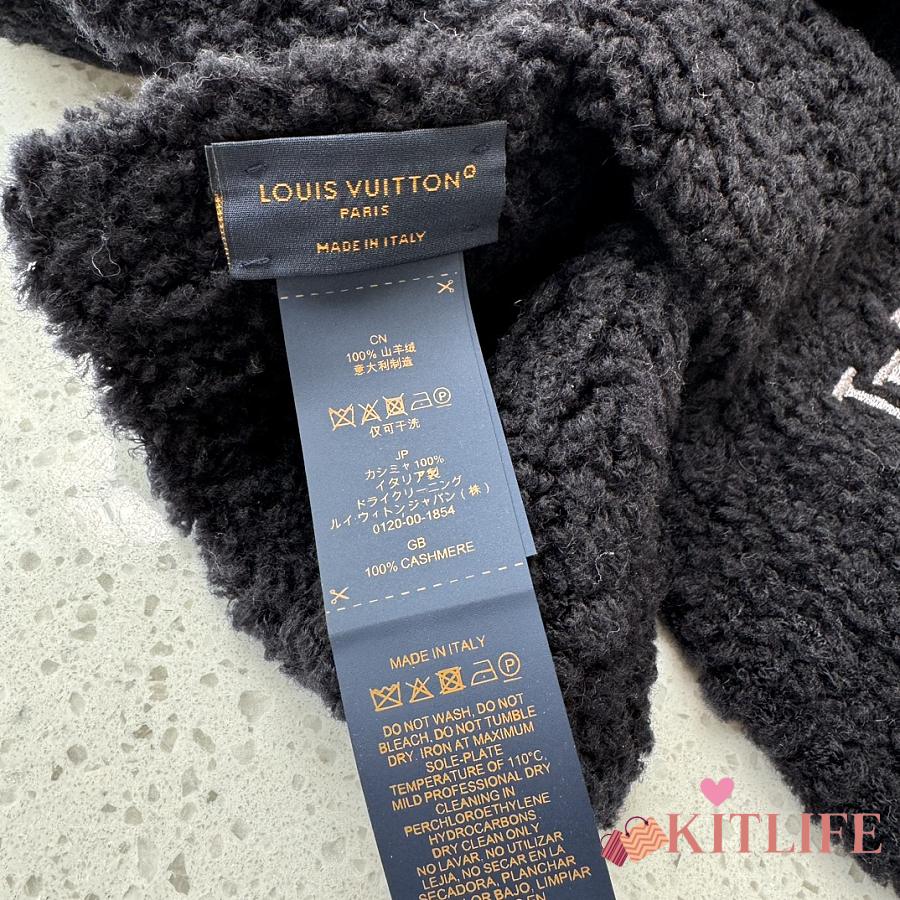 LOUIS VUITTON
PARIS
MADE IN ITALY
CN
100% 山羊绒
意大利制造
仅可干洗
JP
カシミヤ 100%
イタリア製
ドライクリーニング
ルイ・ウィトンジャパン（株）
0120-00-1854
GB
100% CASHMERE
MADE IN ITALY
DO NOT WASH, DO NOT
BLEACH, DO NOT TUMBLE
DRY. IRON AT MAXIMUM
SOLE-PLATE
TEMPERATURE OF 110°C,
MILD PROFESSIONAL DRY
CLEANING IN
PERCHLOROETHYLENE
HYDROCARBONS
DRY CLEAN ONLY
NO LAVAR. NO UTILIZAR
LEJIA, NO SECAR EN LA
SECADORA, PLANCHAR
LOR BAJO, LIMPIAR
KITLIFE